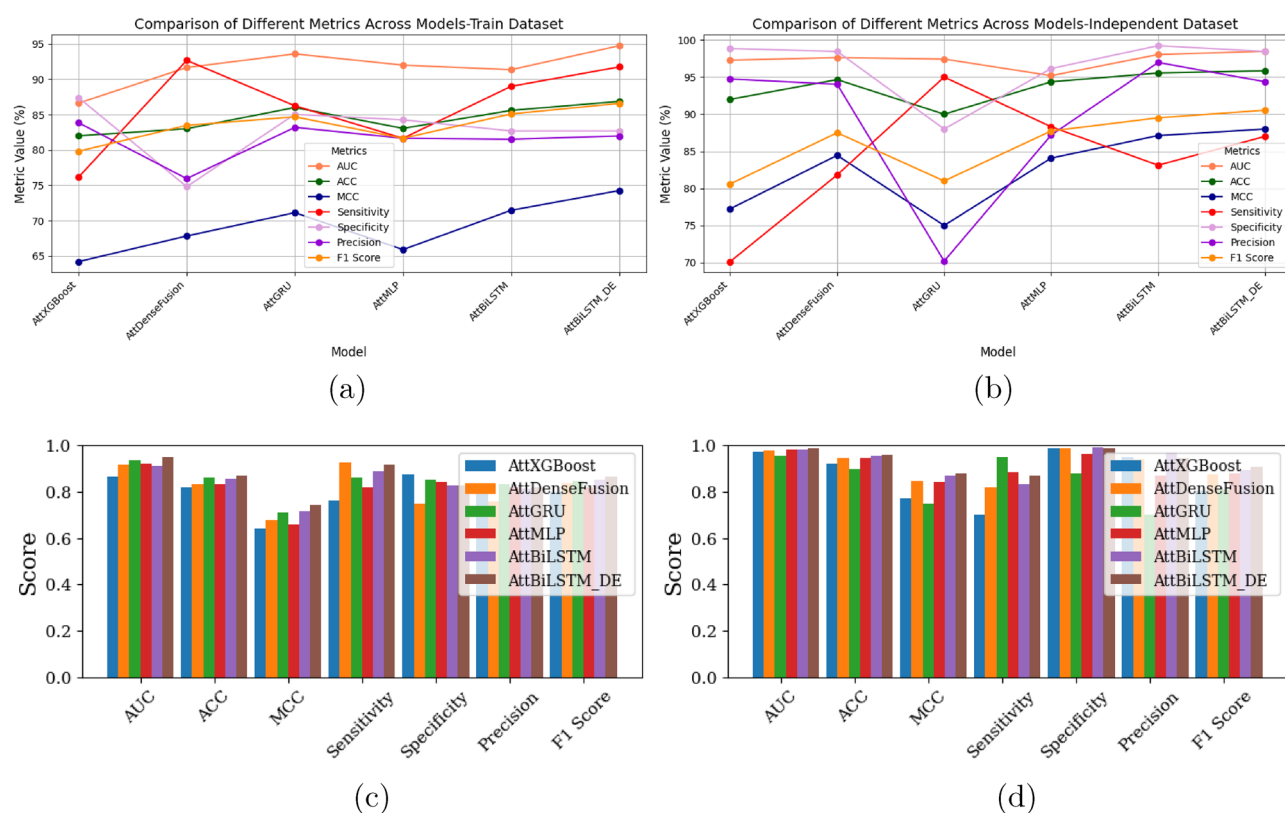 Comparison of Different Metrics Across Models-Train Dataset
95
90
85
80
75
70
65
Metric Value (%)
Metrics
AUC
ACC
MCC
Sensitivity
Specificity
Precision
F1 Score
AttXGBoost
AttDenseFusion
AttGRU
AttMLP
AttBiLSTM
AttBiLSTM_DE
Model
(a)
Comparison of Different Metrics Across Models-Independent Dataset
100
95
90
85
80
75
70
Metric Value (%)
Metrics
AUC
ACC
MCC
Sensitivity
Specificity
Precision
F1 Score
AttXGBoost
AttDenseFusion
AttGRU
AttMLP
AttBiLSTM
AttBiLSTM_DE
Model
(b)
1.0
0.8
0.6
0.4
0.2
0.0
Score
AttXGBoost
AttDenseFusion
AttGRU
AttMLP
AttBiLSTM
AttBiLSTM_DE
AUC
ACC
MCC
Sensitivity
Specificity
Precision
F1 Score
(c)
1.0
0.8
0.6
0.4
0.2
0.0
Score
AttXGBoost
AttDenseFusion
AttGRU
AttMLP
AttBiLSTM
AttBiLSTM_DE
AUC
ACC
MCC
Sensitivity
Specificity
Precision
F1 Score
(d)